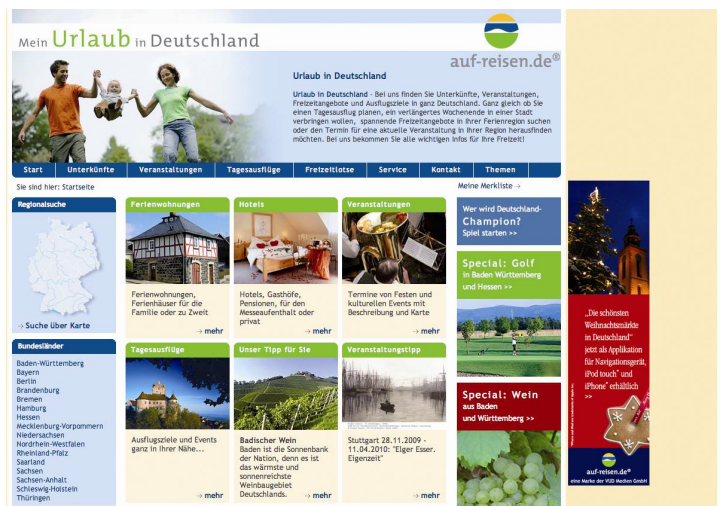 Mein Urlaub in Deutschland
auf-reisen.de®
Urlaub in Deutschland
Urlaub in Deutschland - Bei uns finden Sie Unterkünfte, Veranstaltungen,
Freizeitangebote und Ausflugsziele in ganz Deutschland. Ganz gleich ob Sie
einen Tagesausflug planen, ein verlängertes Wochenende in einer Stadt
verbringen wollen, spannende Freizeitangebote in Ihrer Ferienregion suchen
oder den Termin für eine aktuelle Veranstaltung in Ihrer Region herausfinden
möchten. Bei uns bekommen Sie alle wichtigen Infos für Ihre Freizeit!
Start Unterkünfte Veranstaltungen Tagesausflüge Freizeitlotse Service Kontakt Themen
Sie sind hier: Startseite
Meine Merkliste →
Regionalsuche
→ Suche über Karte
Bundesländer
Baden-Württemberg
Bayern
Berlin
Brandenburg
Bremen
Hamburg
Hessen
Mecklenburg-Vorpommern
Niedersachsen
Nordrhein-Westfalen
Rheinland-Pfalz
Saarland
Sachsen
Sachsen-Anhalt
Schleswig-Holstein
Thüringen
Ferienwohnungen
Ferienwohnungen,
Ferienhäuser für die
Familie oder zu Zweit
→ mehr
Hotels
Hotels, Gasthöfe,
Pensionen, für den
Messeaufenthalt oder
privat
→ mehr
Veranstaltungen
Termine von Festen und
kulturellen Events mit
Beschreibung und Karte
→ mehr
Tagesausflüge
Ausflugsziele und Events
ganz in Ihrer Nähe...
→ mehr
Unser Tipp für Sie
Badischer Wein
Baden ist die Sonnenbank
der Nation, denn es ist
das wärmste und
sonnenreichste
Weinbaugebiet
Deutschlands.
→ mehr
Veranstaltungstipp
Stuttgart 28.11.2009 -
11.04.2010: "Elger Esser.
Eigenzeit"
→ mehr
Wer wird Deutschland-
Champion?
Spiel starten >>
Special: Golf
in Baden Württemberg
und Hessen >>
Special: Wein
aus Baden
und Württemberg >>
„Die schönsten
Weihnachtsmärkte
in Deutschland"
jetzt als Applikation
für Navigationsgerät,
iPod touch* und
iPhone* erhältlich
>>
auf-reisen.de®
eine Marke der VUD Medien GmbH